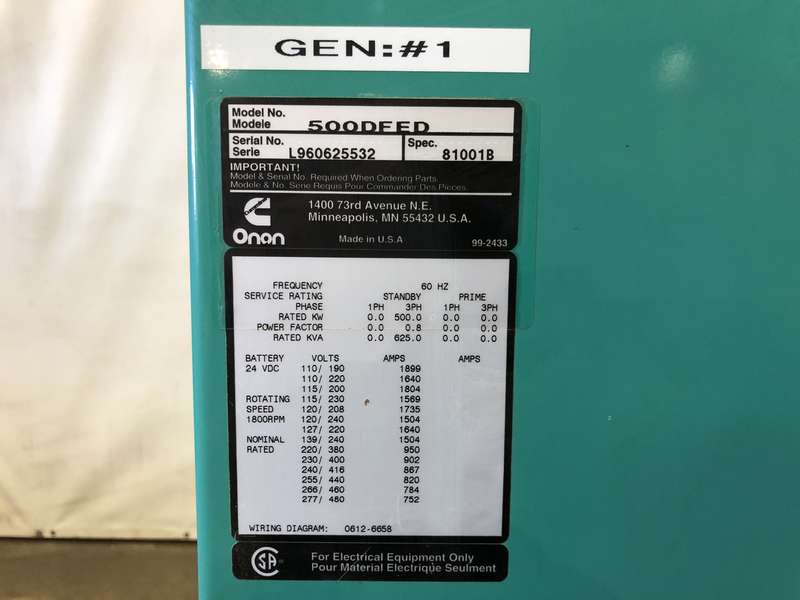 GEN:#1
Model No.
Modele 500DFED
Serial No. Spec.
Serie L960625532 81001B
IMPORTANT!
Model & Serial No. Required When Ordering Parts.
Modele & No. Serie Requis Pour Commander Des Pieces.
1400 73rd Avenue N.E.
Minneapolis, MN 55432 U.S.A.
Onan Made in U.S.A 99-2433
FREQUENCY 60 HZ
SERVICE RATING STANDBY PRIME
PHASE 1PH 3PH 1PH 3PH
RATED KW 0.0 500.0 0.0 0.0
POWER FACTOR 0.0 0.8 0.0 0.0
RATED KVA 0.0 625.0 0.0 0.0
BATTERY VOLTS AMPS AMPS
24 VDC 110/ 190 1899
110/ 220 1640
115/ 200 1804
ROTATING 115/ 230 1569
SPEED 120/ 208 1735
1800RPM 120/ 240 1504
127/ 220 1640
NOMINAL 139/ 240 1504
RATED 220/ 380 950
230/ 400 902
240/ 416 867
255/ 440 820
266/ 460 784
277/ 480 752
WIRING DIAGRAM: 0612-6658
CSA For Electrical Equipment Only
Pour Material Electrique Seulment